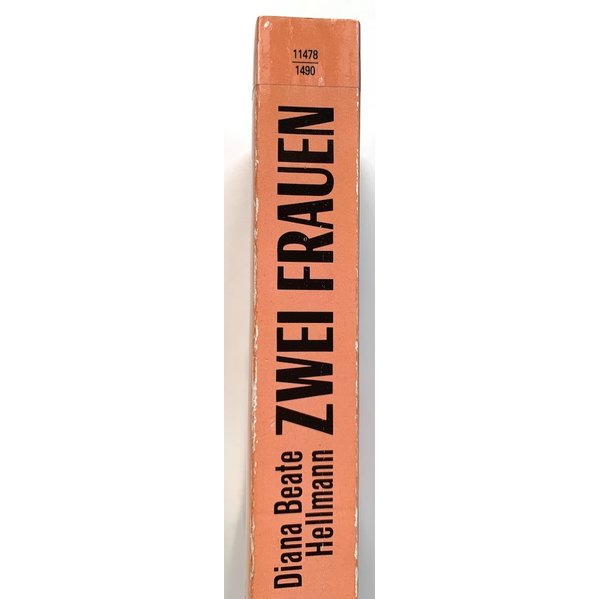 11478
1490
Diana Beate
Hellmann
ZWEI FRAUEN